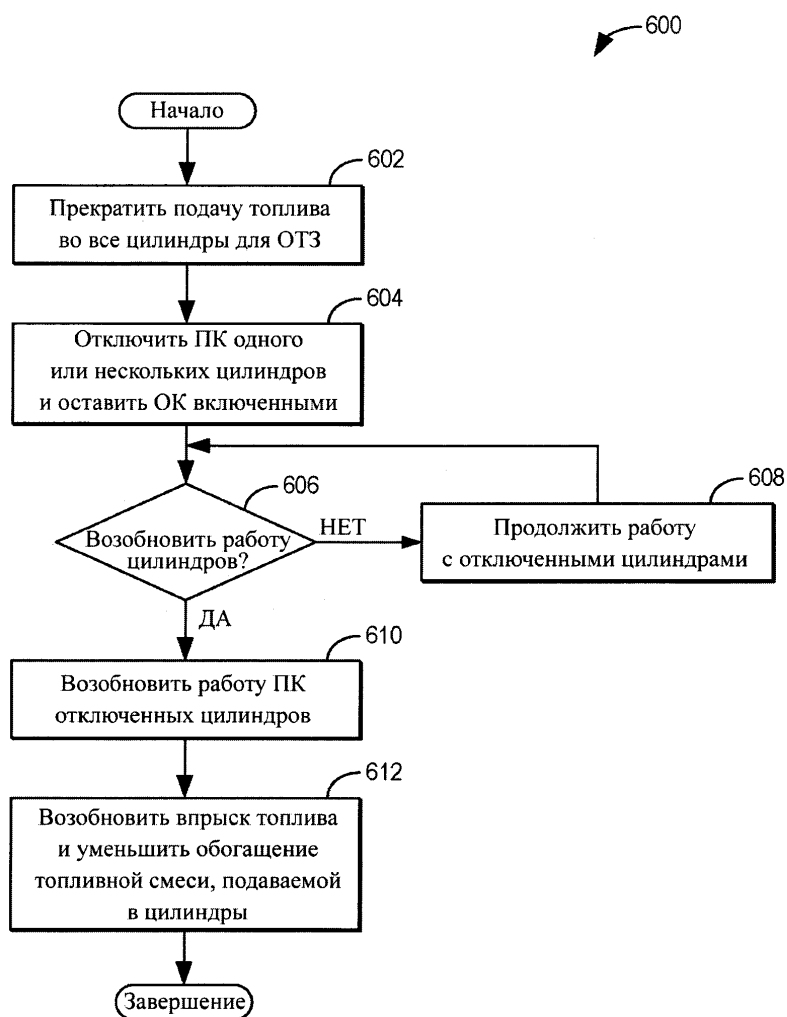 600
Начало
602
Прекратить подачу топлива
во все цилиндры для ОТЗ
604
Отключить ПК одного
или нескольких цилиндров
и оставить ОК включенными
606
Возобновить работу
цилиндров?
НЕТ
608
Продолжить работу
с отключенными цилиндрами
ДА
610
Возобновить работу ПК
отключенных цилиндров
612
Возобновить впрыск топлива
и уменьшить обогащение
топливной смеси, подаваемой
в цилиндры
Завершение